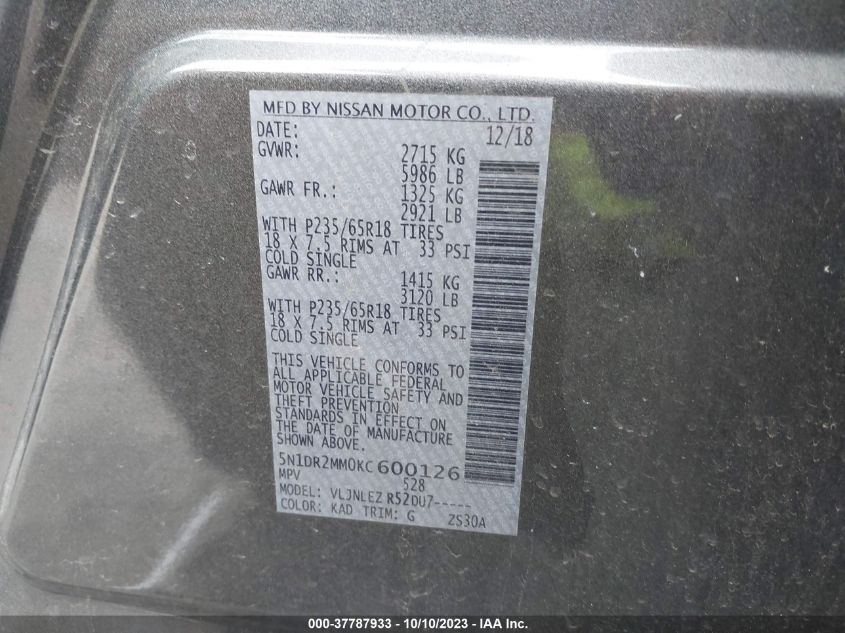 MFD BY NISSAN MOTOR CO., LTD.
DATE: 12/18
GVWR: 2715 KG
5986 LB
GAWR FR.: 1325 KG
2921 LB
WITH P235/65R18 TIRES
18 X 7.5 RIMS AT 33 PSI
COLD SINGLE
GAWR RR.: 1415 KG
3120 LB
WITH P235/65R18 TIRES
18 X 7.5 RIMS AT 33 PSI
COLD SINGLE
THIS VEHICLE CONFORMS TO
ALL APPLICABLE FEDERAL
MOTOR VEHICLE SAFETY AND
THEFT PREVENTION
STANDARDS IN EFFECT ON
THE DATE OF MANUFACTURE
SHOWN ABOVE.
5N1DR2MM0KC600126
MPV 528
MODEL: VLJNLEZ R52DU7-----
COLOR: KAD TRIM: G ZS30A
000-37787933 - 10/10/2023 - IAA Inc.